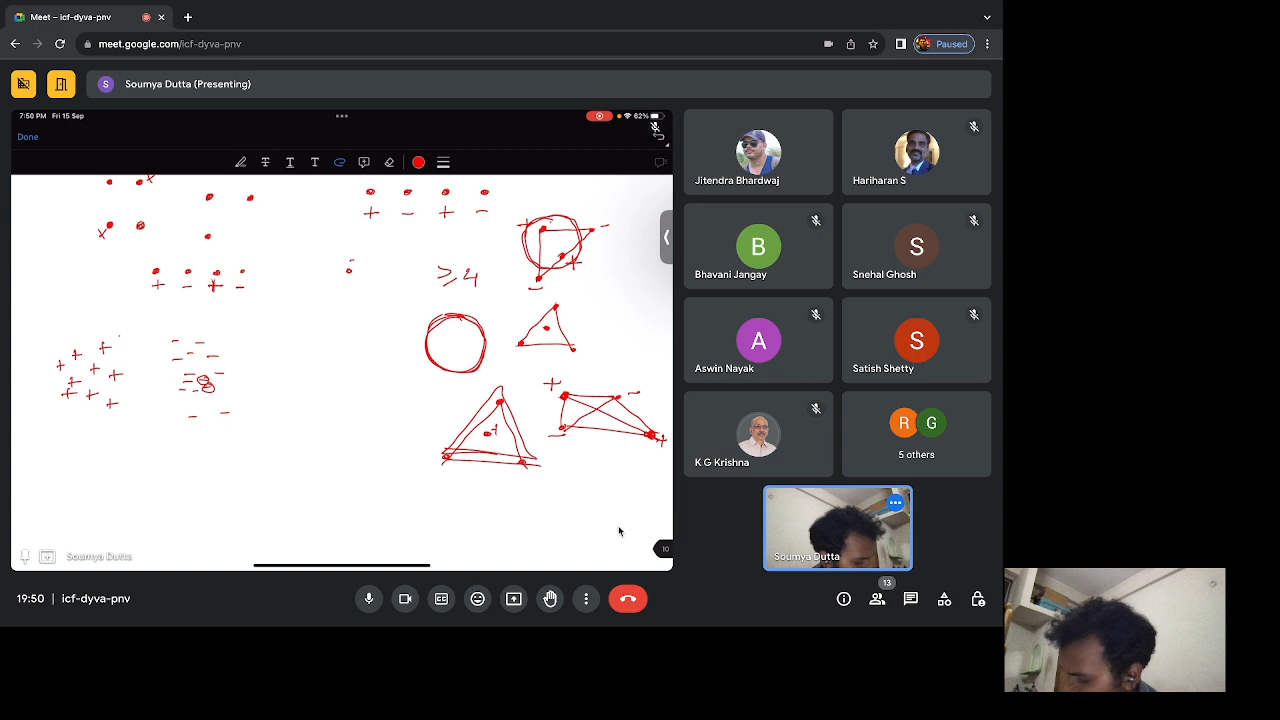 Meet – icf-dyva-pnv
meet.google.com/icf-dyva-pnv
Paused
S
Soumya Dutta (Presenting)
7:50 PM Fri 15 Sep
62%
Done
T T T
x
x
+ - + -
+ - + -
≥ 4
+ -
+
-
+ -
- +
+
+ + + + + + + + + +
- - - - - - - - - - - -
10
Soumya Dutta
Jitendra Bhardwaj
Hariharan S
B
Bhavani Jangay
S
Snehal Ghosh
A
Aswin Nayak
S
Satish Shetty
K G Krishna
R G
5 others
Soumya Dutta
19:50 | icf-dyva-pnv
13